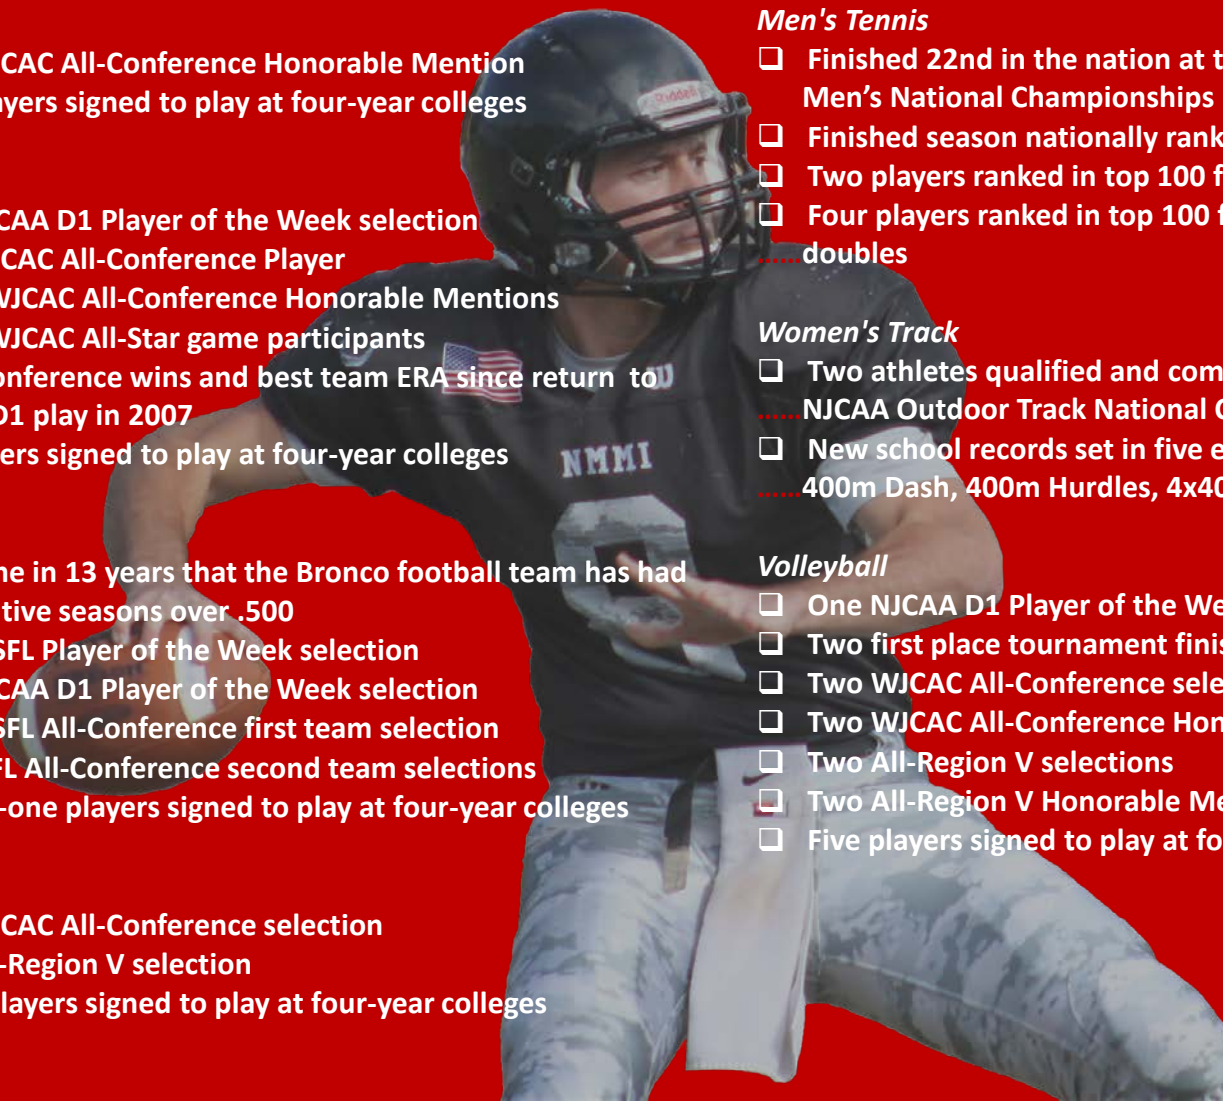 CAC All-Conference Honorable Mention
ayers signed to play at four-year colleges
CAA D1 Player of the Week selection
CAC All-Conference Player
WJCAC All-Conference Honorable Mentions
WJCAC All-Star game participants
onference wins and best team ERA since return to
D1 play in 2007
ers signed to play at four-year colleges
me in 13 years that the Bronco football team has had
tive seasons over .500
SFL Player of the Week selection
CAA D1 Player of the Week selection
SFL All-Conference first team selection
FL All-Conference second team selections
-one players signed to play at four-year colleges
CAC All-Conference selection
-Region V selection
layers signed to play at four-year colleges
Riddell
NMMI
Men's Tennis
❑ Finished 22nd in the nation at t
Men’s National Championships
❑ Finished season nationally rank
❑ Two players ranked in top 100 f
❑ Four players ranked in top 100 f
......doubles
Women's Track
❑ Two athletes qualified and com
......NJCAA Outdoor Track National C
❑ New school records set in five e
......400m Dash, 400m Hurdles, 4x40
Volleyball
❑ One NJCAA D1 Player of the We
❑ Two first place tournament finis
❑ Two WJCAC All-Conference sele
❑ Two WJCAC All-Conference Hon
❑ Two All-Region V selections
❑ Two All-Region V Honorable Me
❑ Five players signed to play at fo